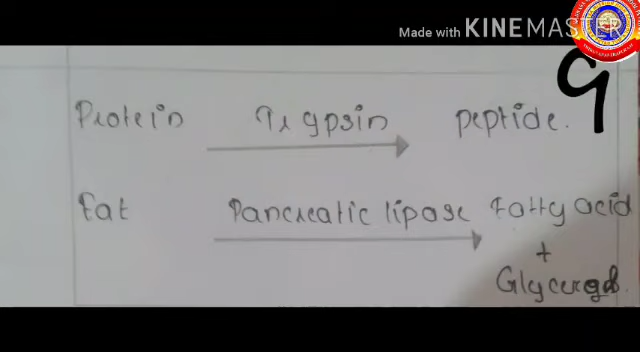 Made with KINEMASTER
9
Protein Trypsin peptide.
Fat Pancreatic lipase Fatty acid
+
Glycerol.